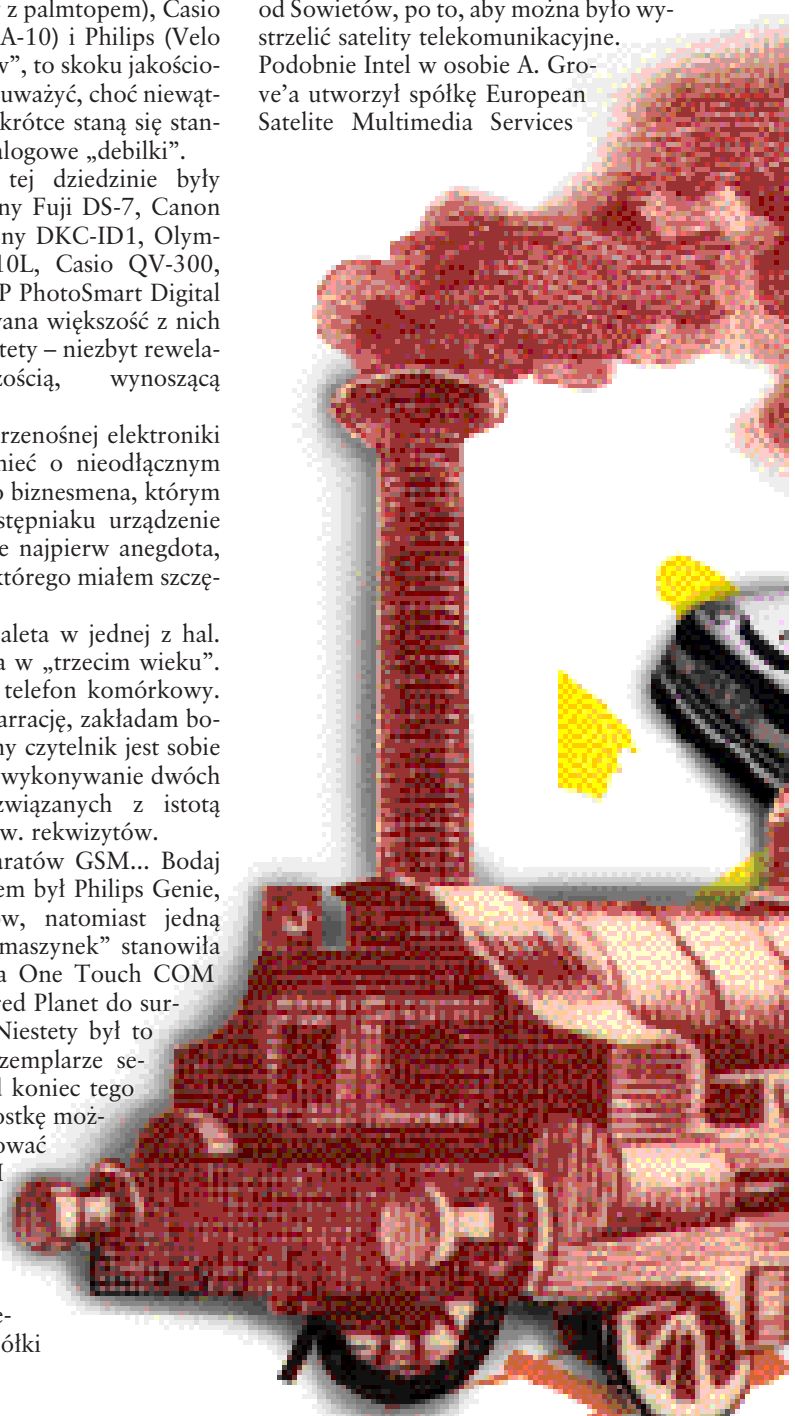 z palmtopem), Casio
A-10) i Philips (Velo
w”, to skoku jakościo-
uważyć, choć niewąt-
krótce staną się stan-
alogowe „debilki”.
tej dziedzinie były
ny Fuji DS-7, Canon
ny DKC-ID1, Olym-
10L, Casio QV-300,
P PhotoSmart Digital
wana większość z nich
tety – niezbyt rewela-
zością, wynoszącą
rzenośnej elektroniki
nieć o nieodłącznym
o biznesmena, którym
stępniaku urządzenie
e najpierw anegdota,
którego miałem szczę-
aleta w jednej z hal.
a w „trzecim wieku”.
telefon komórkowy.
arrację, zakładam bo-
ny czytelnik jest sobie
wykonywanie dwóch
związanych z istotą
w. rekwizytów.
aratów GSM... Bodaj
em był Philips Genie,
ów, natomiast jedną
maszynek” stanowiła
a One Touch COM
red Planet do sur-
Niestety był to
zemplarze se-
d koniec tego
ostkę moż-
ować
e-
ółki
od Sowietów, po to, aby można było wy-
strzelić satelity telekomunikacyjne.
Podobnie Intel w osobie A. Gro-
ve’a utworzył spółkę European
Satelite Multimedia Services